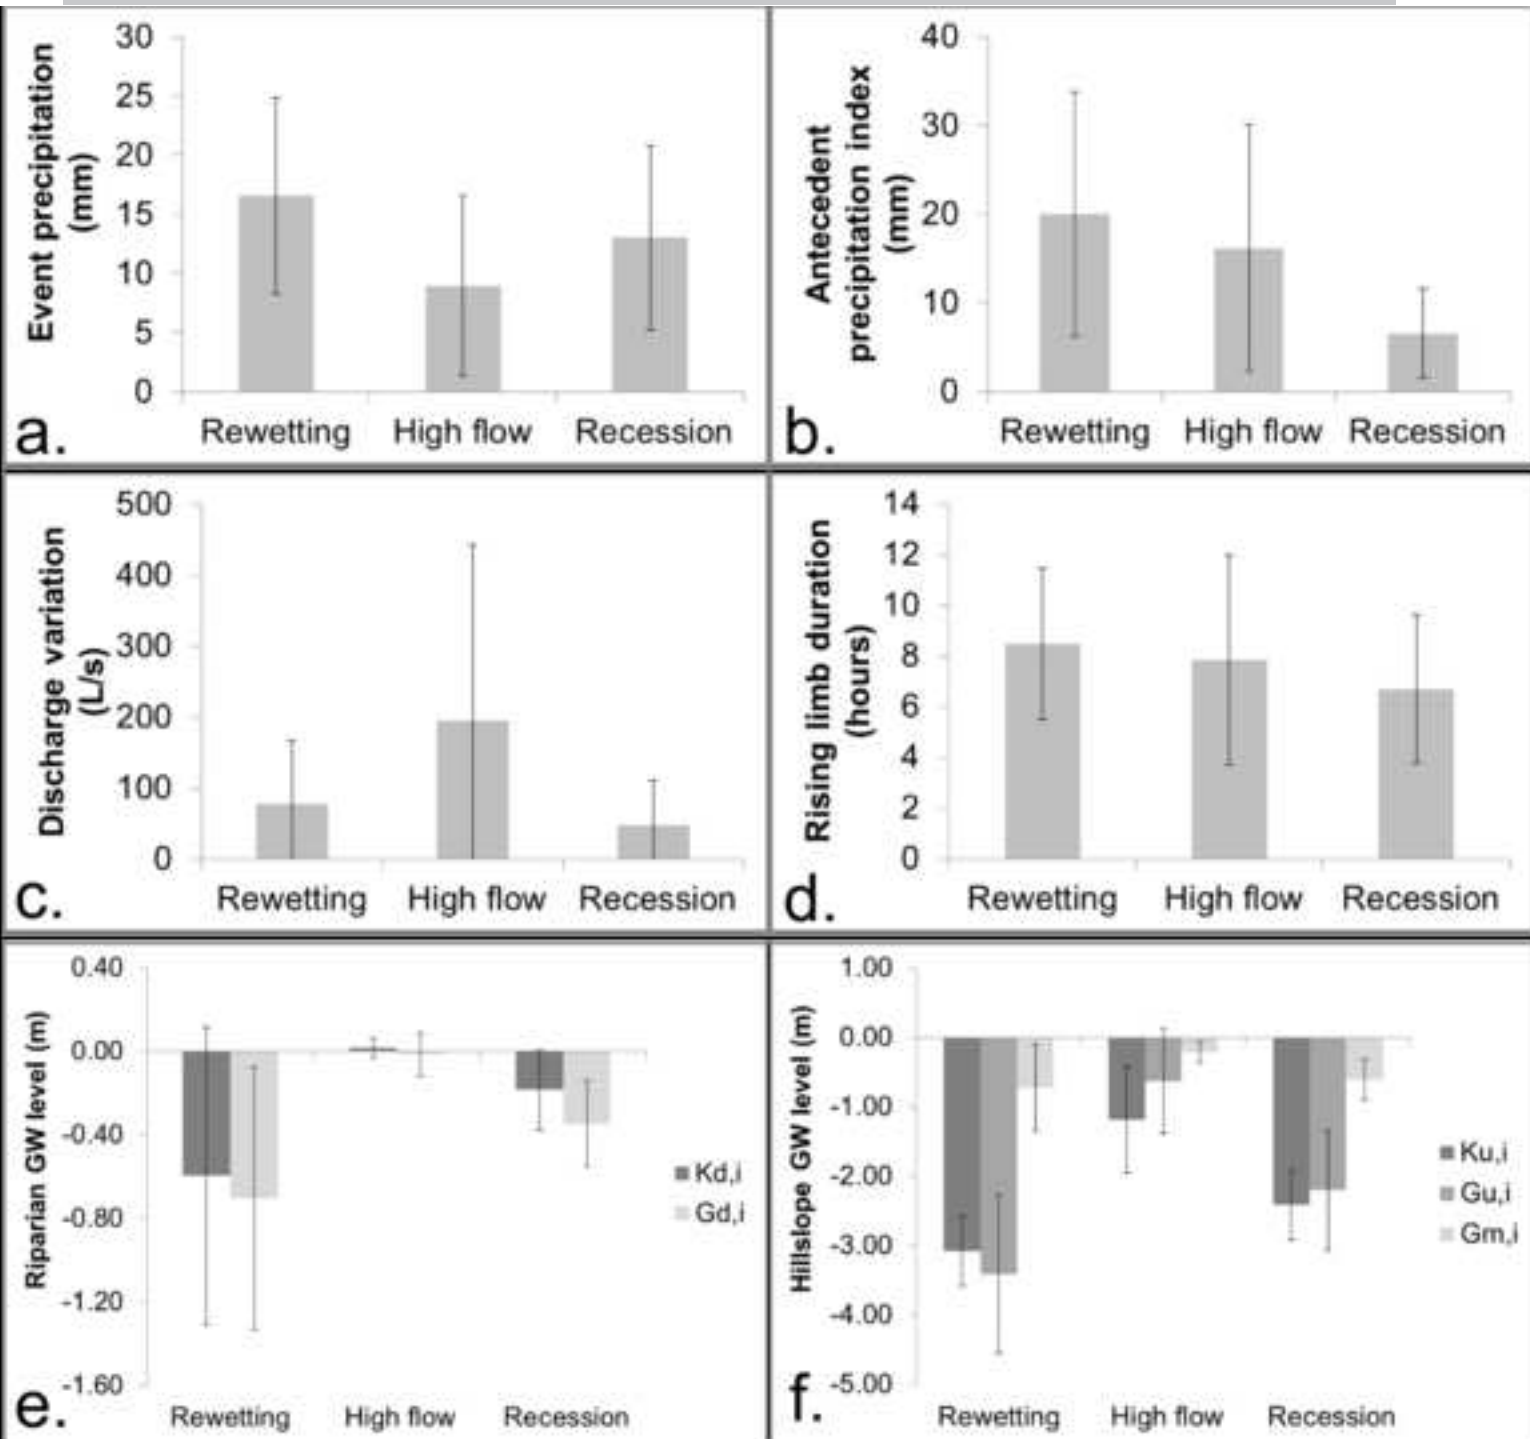 30
25
20
15
10
5
0
Event precipitation
(mm)
Rewetting High flow Recession
a.
40
30
20
10
0
Antecedent
precipitation index
(mm)
Rewetting High flow Recession
b.
500
400
300
200
100
0
Discharge variation
(L/s)
Rewetting High flow Recession
c.
14
12
10
8
6
4
2
0
Rising limb duration
(hours)
Rewetting High flow Recession
d.
0.40
0.00
-0.40
-0.80
-1.20
-1.60
Riparian GW level (m)
Kd,i
Gd,i
Rewetting High flow Recession
e.
1.00
0.00
-1.00
-2.00
-3.00
-4.00
-5.00
Hillslope GW level (m)
Ku,i
Gu,i
Gm,i
Rewetting High flow Recession
f.